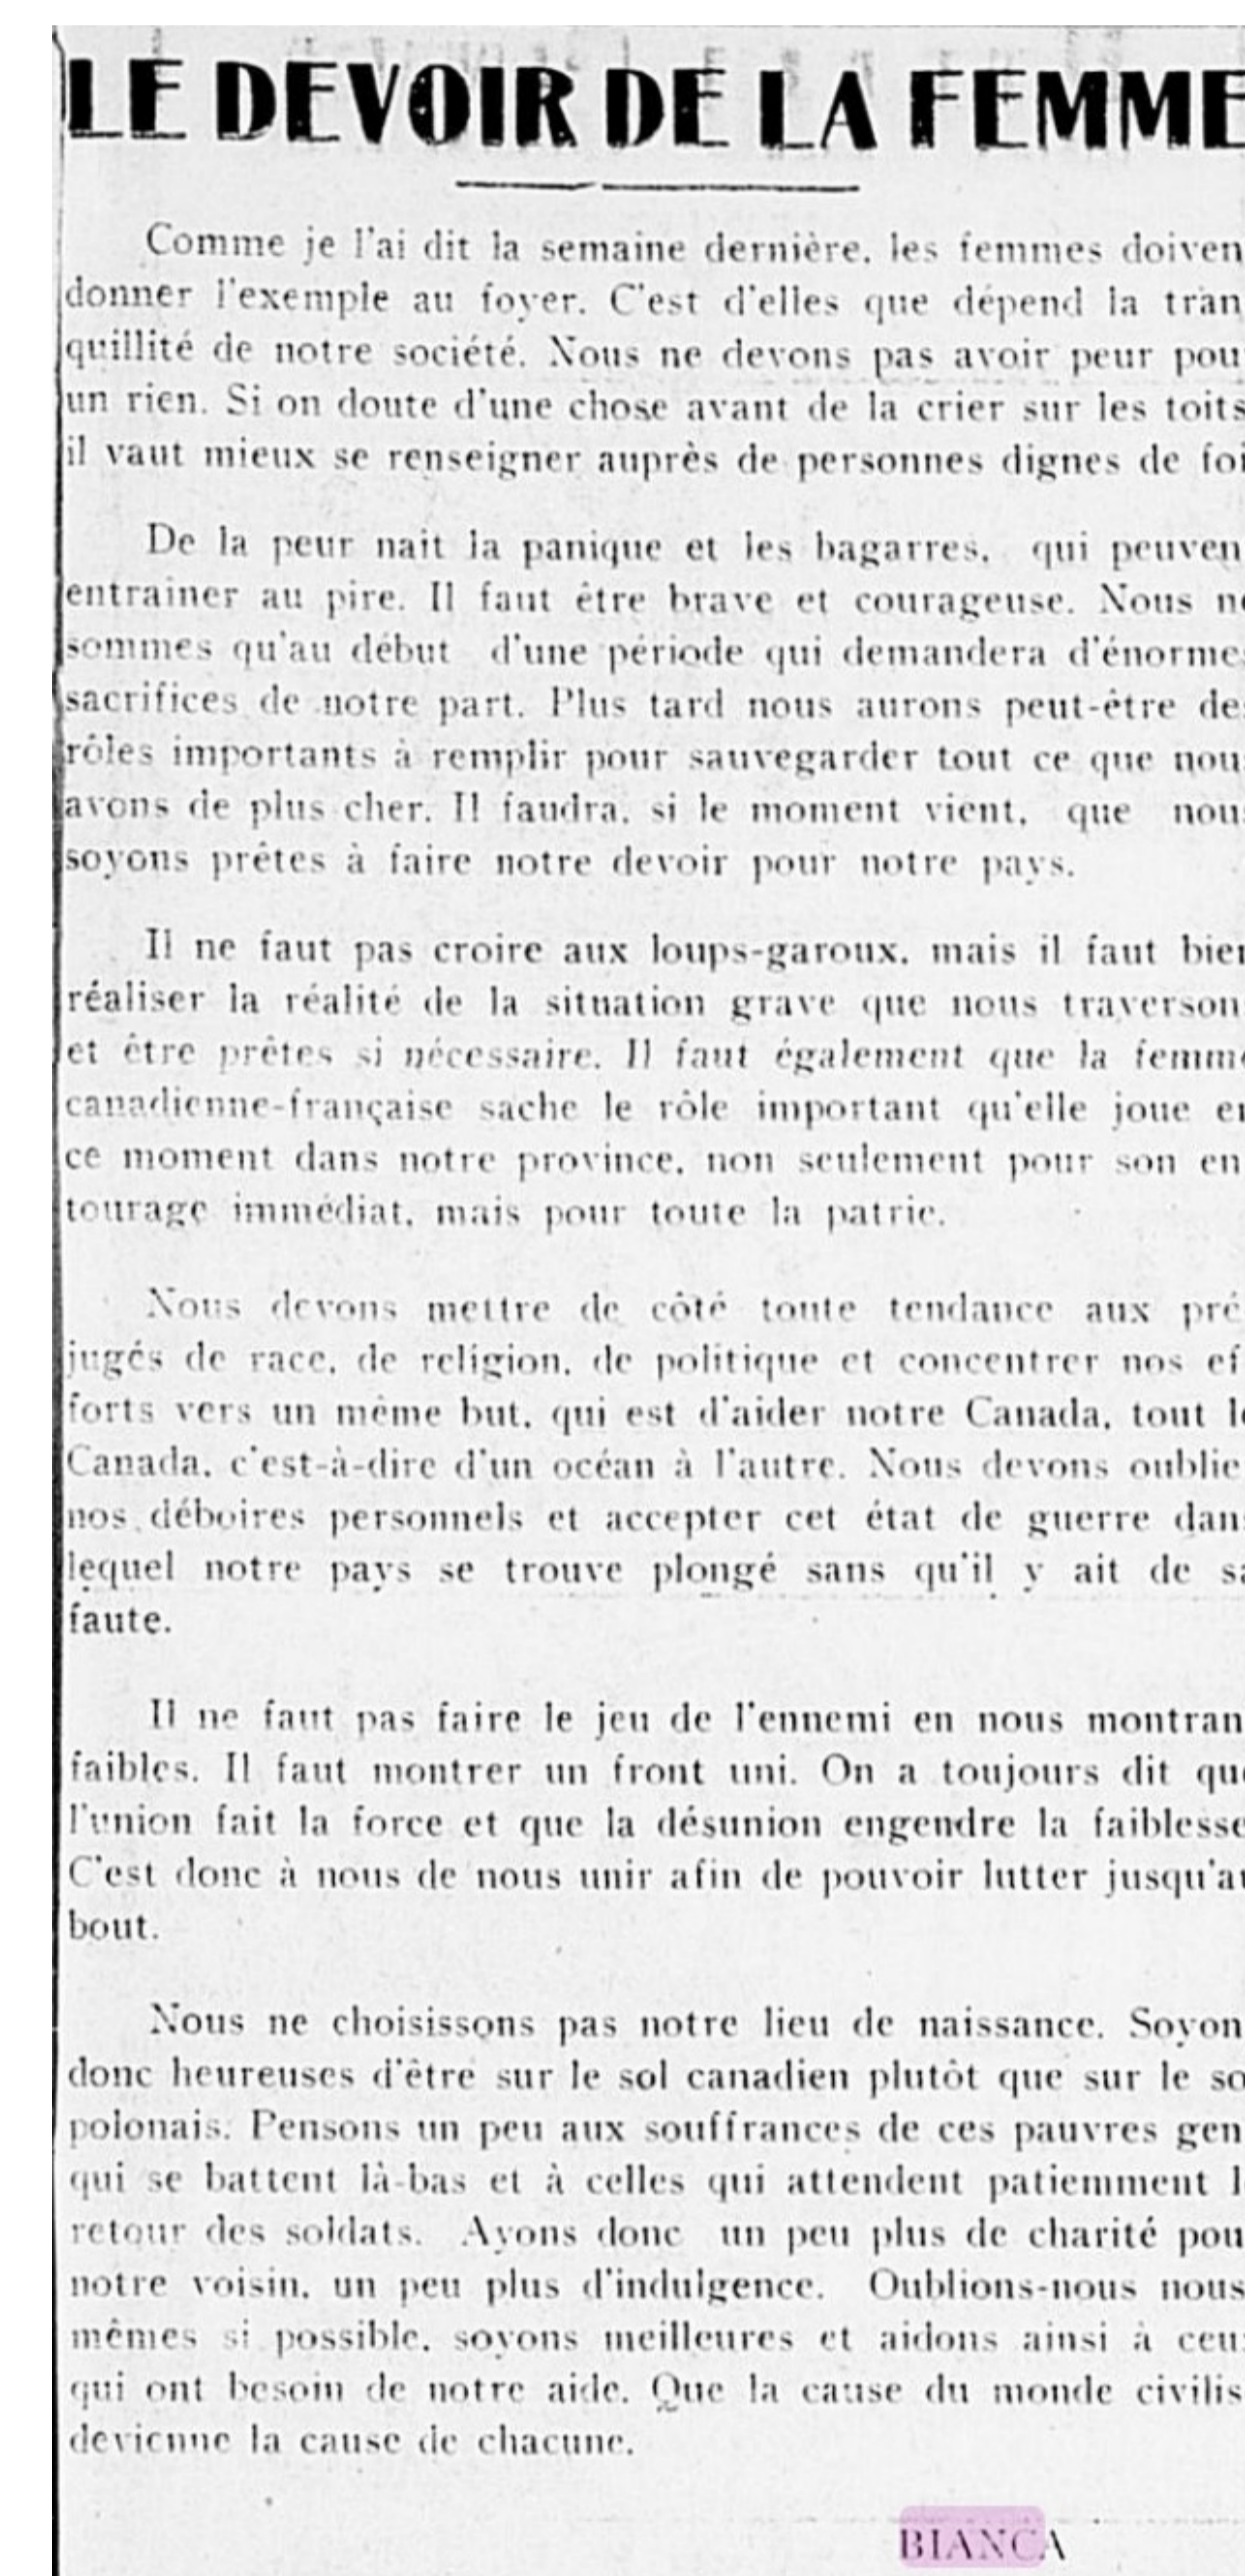 LE DEVOIR DE LA FEMME
Comme je l'ai dit la semaine dernière, les femmes doiven
donner l'exemple au foyer. C'est d'elles que dépend la tran
quillité de notre société. Nous ne devons pas avoir peur pou
un rien. Si on doute d'une chose avant de la crier sur les toits
il vaut mieux se renseigner auprès de personnes dignes de foi
De la peur nait la panique et les bagarres, qui peuven
entrainer au pire. Il faut être brave et courageuse. Nous ne
sommes qu'au début d'une période qui demandera d'énorme
sacrifices de notre part. Plus tard nous aurons peut-être de
rôles importants à remplir pour sauvegarder tout ce que nou
avons de plus cher. Il faudra, si le moment vient, que nou
soyons prêtes à faire notre devoir pour notre pays.
Il ne faut pas croire aux loups-garoux, mais il faut bien
réaliser la réalité de la situation grave que nous traverson
et être prêtes si nécessaire. Il faut également que la femme
canadienne-française sache le rôle important qu'elle joue en
ce moment dans notre province, non seulement pour son en
tourage immédiat, mais pour toute la patrie.
Nous devons mettre de côté toute tendance aux pré
jugés de race, de religion, de politique et concentrer nos ef
forts vers un même but, qui est d'aider notre Canada, tout le
Canada, c'est-à-dire d'un océan à l'autre. Nous devons oublie
nos déboires personnels et accepter cet état de guerre dan
lequel notre pays se trouve plongé sans qu'il y ait de sa
faute.
Il ne faut pas faire le jeu de l'ennemi en nous montran
faibles. Il faut montrer un front uni. On a toujours dit que
l'union fait la force et que la désunion engendre la faiblesse
C'est donc à nous de nous unir afin de pouvoir lutter jusqu'au
bout.
Nous ne choisissons pas notre lieu de naissance. Soyon
donc heureuses d'être sur le sol canadien plutôt que sur le so
polonais. Pensons un peu aux souffrances de ces pauvres gen
qui se battent là-bas et à celles qui attendent patiemment l
retour des soldats. Ayons donc un peu plus de charité pou
notre voisin, un peu plus d'indulgence. Oublions-nous nous
mêmes si possible, soyons meilleures et aidons ainsi à ceu
qui ont besoin de notre aide. Que la cause du monde civilis
devienne la cause de chacune.
BIANCA